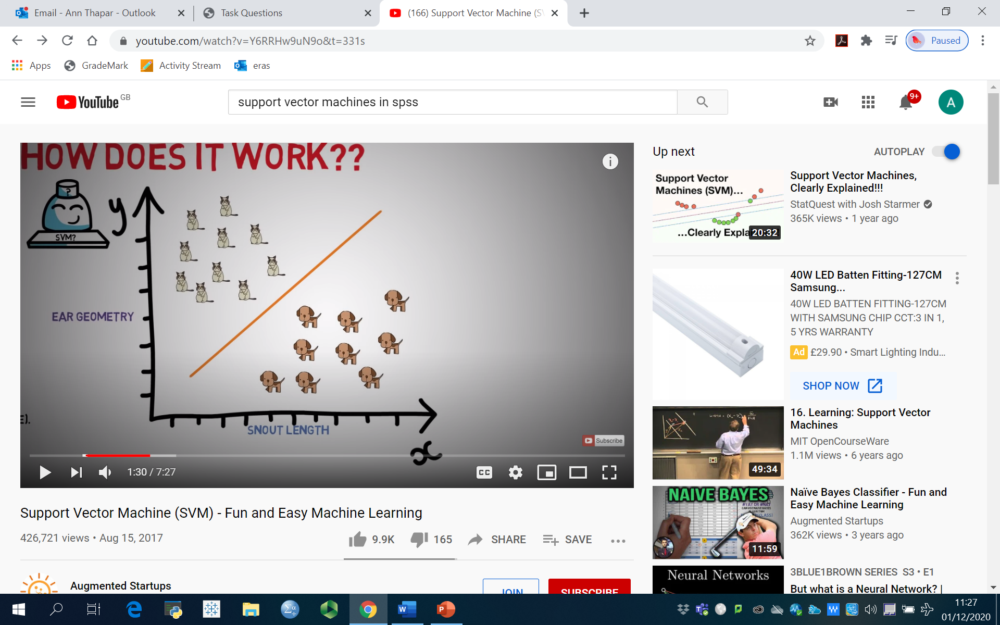 Email - Ann Thapar - Outlook
Task Questions
(166) Support Vector Machine (S
youtube.com/watch?v=Y6RRHw9uN9o&t=331s
Paused
Apps
GradeMark
Activity Stream
eras
YouTube GB
support vector machines in spss
9+
A
HOW DOES IT WORK??
?
SVM?
y
EAR GEOMETRY
E).
SNOUT LENGTH
x
Subscribe
1:30 / 7:27
CC
Support Vector Machine (SVM) - Fun and Easy Machine Learning
426,721 views • Aug 15, 2017
9.9K
165
SHARE
SAVE
Augmented Startups
JOIN
SUBSCRIBE
Up next
AUTOPLAY
Support Vector
Machines (SVM)...
...Clearly Expla
20:32
Support Vector Machines,
Clearly Explained!!!
StatQuest with Josh Starmer
365K views • 1 year ago
40W LED Batten Fitting-127CM
Samsung...
40W LED BATTEN FITTING-127CM
WITH SAMSUNG CHIP CCT:3 IN 1,
5 YRS WARRANTY
Ad £29.90 • Smart Lighting Indu...
SHOP NOW
49:34
16. Learning: Support Vector
Machines
MIT OpenCourseWare
1.1M views • 6 years ago
NAIVE BAYES
#YAY OR #NAY
11:59
Naïve Bayes Classifier - Fun and
Easy Machine Learning
Augmented Startups
362K views • 3 years ago
Neural Networks
3BLUE1BROWN SERIES S3 • E1
But what is a Neural Network? |
11:27
01/12/2020